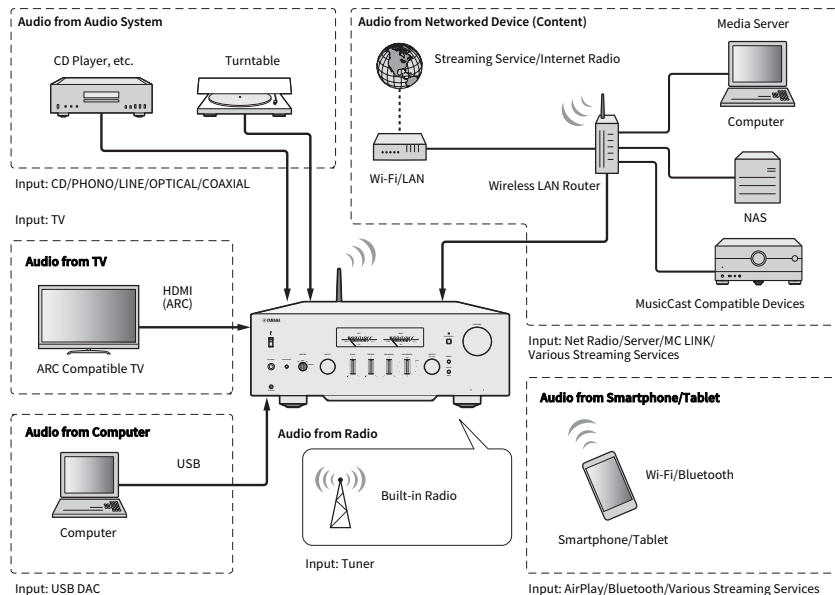 Audio from Audio System
CD Player, etc.
Turntable
Input: CD/PHONO/LINE/OPTICAL/COAXIAL
Input: TV
Audio from TV
HDMI
(ARC)
ARC Compatible TV
Audio from Computer
USB
Computer
Input: USB DAC
YAMAHA
Audio from Radio
Built-in Radio
Input: Tuner
Audio from Networked Device (Content)
Streaming Service/Internet Radio
Wi-Fi/LAN
Wireless LAN Router
Media Server
Computer
NAS
MusicCast Compatible Devices
Input: Net Radio/Server/MC LINK/
Various Streaming Services
Audio from Smartphone/Tablet
Wi-Fi/Bluetooth
Smartphone/Tablet
Input: AirPlay/Bluetooth/Various Streaming Services